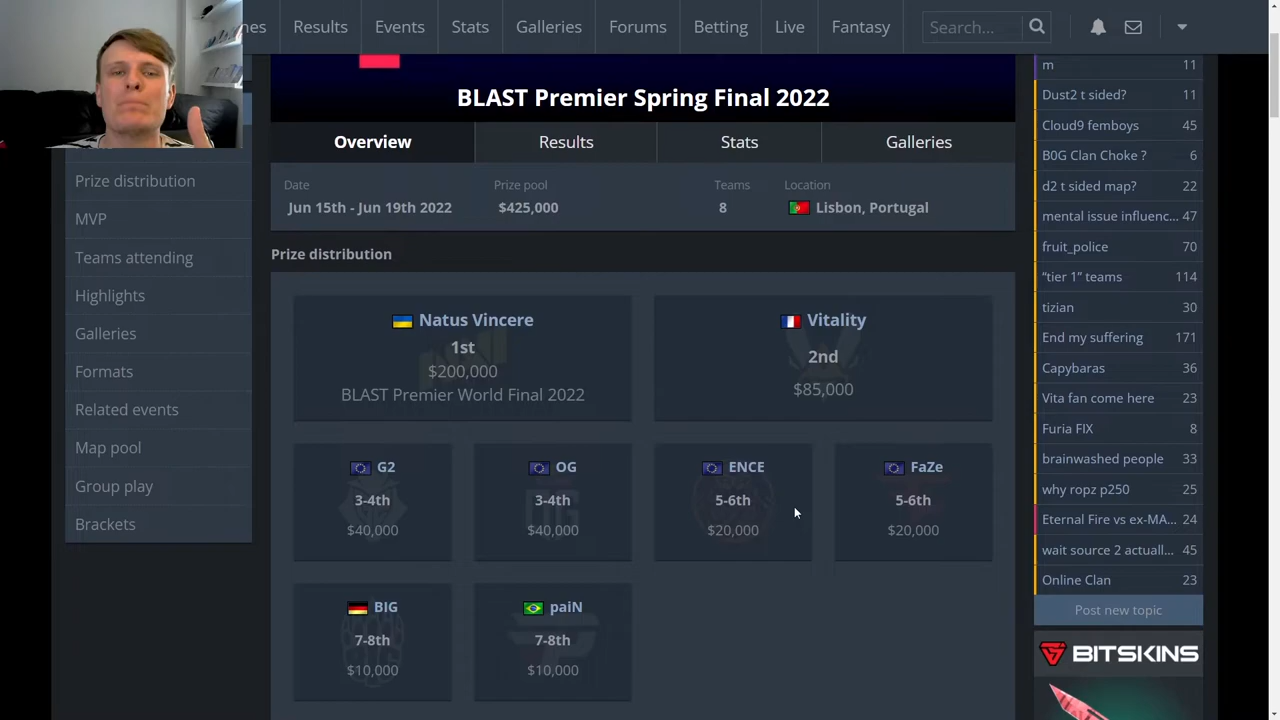 nes
Results
Events
Stats
Galleries
Forums
Betting
Live
Fantasy
Search...
BLAST Premier Spring Final 2022
Overview
Results
Stats
Galleries
Date
Prize pool
Teams
Location
Jun 15th - Jun 19th 2022
$425,000
8
Lisbon, Portugal
Prize distribution
MVP
Teams attending
Highlights
Galleries
Formats
Related events
Map pool
Group play
Brackets
Prize distribution
Natus Vincere
1st
$200,000
BLAST Premier World Final 2022
Vitality
2nd
$85,000
G2
3-4th
$40,000
OG
3-4th
$40,000
ENCE
5-6th
$20,000
FaZe
5-6th
$20,000
BIG
7-8th
$10,000
paiN
7-8th
$10,000
m 11
Dust2 t sided? 11
Cloud9 femboys 45
B0G Clan Choke ? 6
d2 t sided map? 22
mental issue influenc... 47
fruit_police 70
“tier 1” teams 114
tizian 30
End my suffering 171
Capybaras 36
Vita fan come here 23
Furia FIX 8
brainwashed people 33
why ropz p250 25
Eternal Fire vs ex-MA... 24
wait source 2 actuall... 45
Online Clan 23
Post new topic
BITSKINS